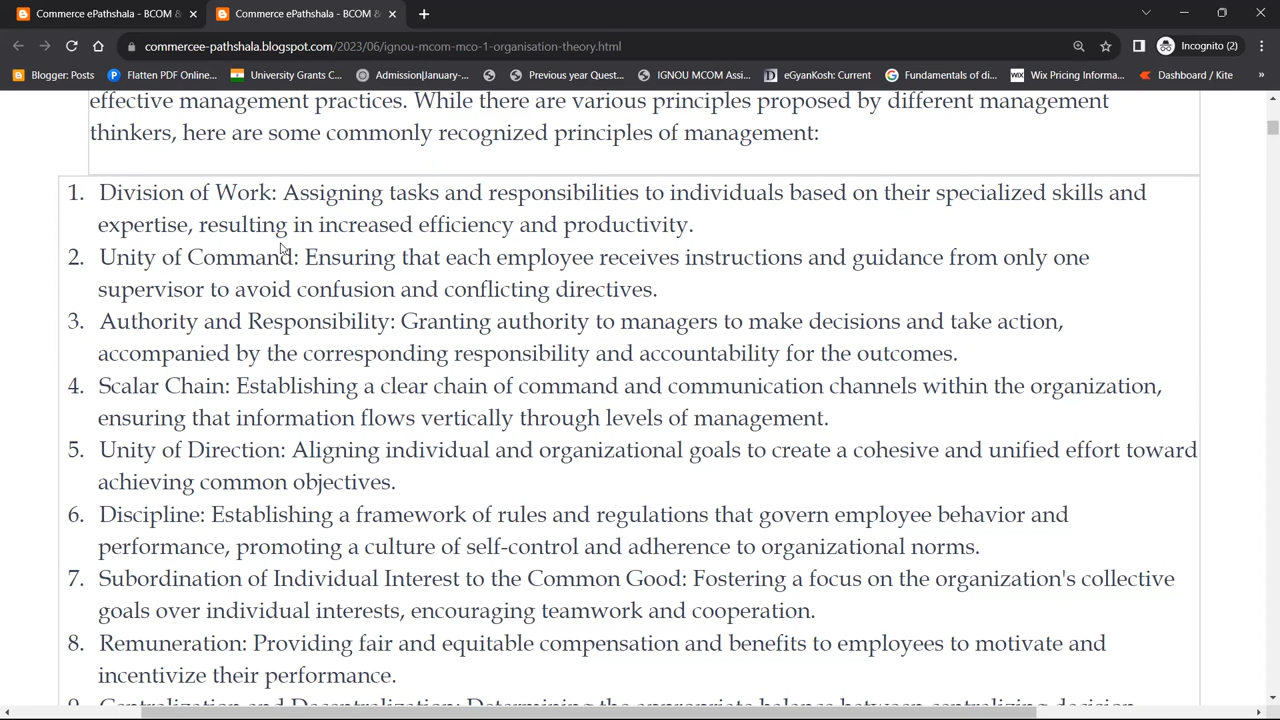 Commerce ePathshala - BCOM &
Commerce ePathshala - BCOM &
commercee-pathshala.blogspot.com/2023/06/ignou-mcom-mco-1-organisation-theory.html
Incognito (2)
Blogger: Posts
Flatten PDF Online...
University Grants C...
Admission|January-...
Previous year Quest...
IGNOU MCOM Assi...
eGyanKosh: Current
Fundamentals of di...
Wix Pricing Informa...
Dashboard / Kite
»
effective management practices. While there are various principles proposed by different management
thinkers, here are some commonly recognized principles of management:
1. Division of Work: Assigning tasks and responsibilities to individuals based on their specialized skills and
expertise, resulting in increased efficiency and productivity.
2. Unity of Command: Ensuring that each employee receives instructions and guidance from only one
supervisor to avoid confusion and conflicting directives.
3. Authority and Responsibility: Granting authority to managers to make decisions and take action,
accompanied by the corresponding responsibility and accountability for the outcomes.
4. Scalar Chain: Establishing a clear chain of command and communication channels within the organization,
ensuring that information flows vertically through levels of management.
5. Unity of Direction: Aligning individual and organizational goals to create a cohesive and unified effort toward
achieving common objectives.
6. Discipline: Establishing a framework of rules and regulations that govern employee behavior and
performance, promoting a culture of self-control and adherence to organizational norms.
7. Subordination of Individual Interest to the Common Good: Fostering a focus on the organization's collective
goals over individual interests, encouraging teamwork and cooperation.
8. Remuneration: Providing fair and equitable compensation and benefits to employees to motivate and
incentivize their performance.
9. Centralization and Decentralization: Determining the appropriate balance between centralizing decision